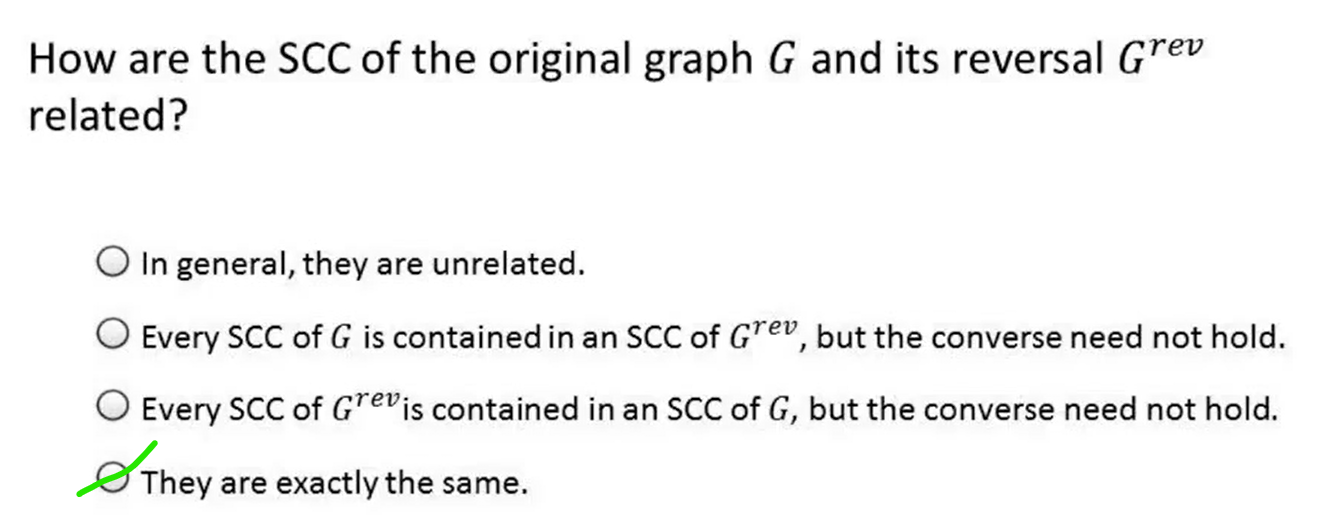 How are the SCC of the original graph G and its reversal G^rev
related?
In general, they are unrelated.
Every SCC of G is contained in an SCC of G^rev, but the converse need not hold.
Every SCC of G^rev is contained in an SCC of G, but the converse need not hold.
They are exactly the same.